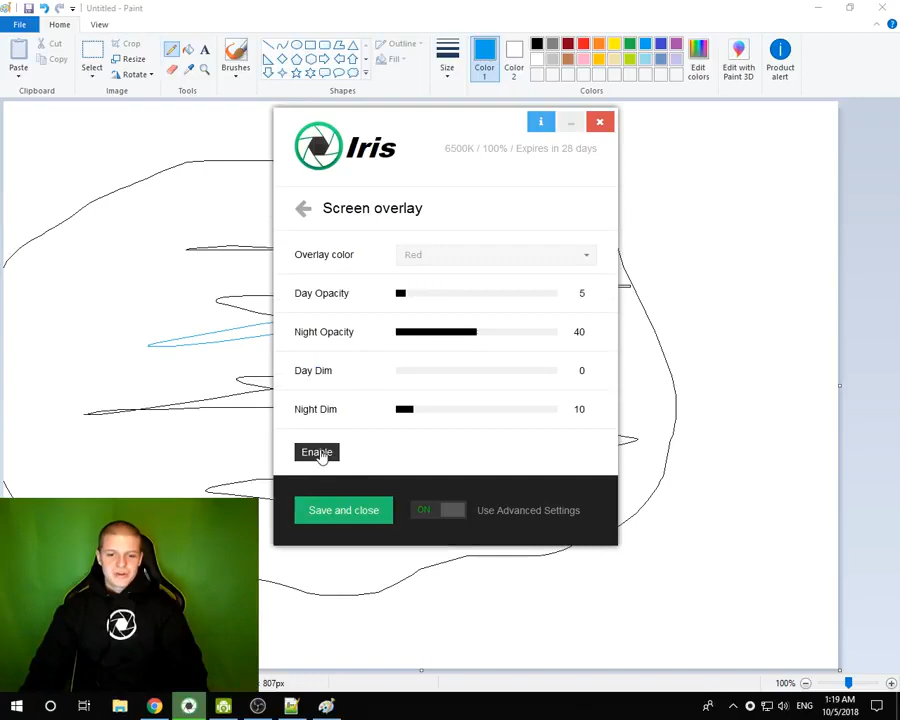 Untitled - Paint
File Home View
Paste
Cut
Copy
Clipboard
Select
Crop
Resize
Rotate
Image
A
Tools
Brushes
Outline
Fill
Shapes
Size
Color 1
Color 2
Edit colors
Colors
Edit with Paint 3D
Product alert
Iris
6500K / 100% / Expires in 28 days
Screen overlay
Overlay color Red
Day Opacity 5
Night Opacity 40
Day Dim 0
Night Dim 10
Enable
Save and close ON Use Advanced Settings
807px
100%
ENG
1:19 AM
10/5/2018